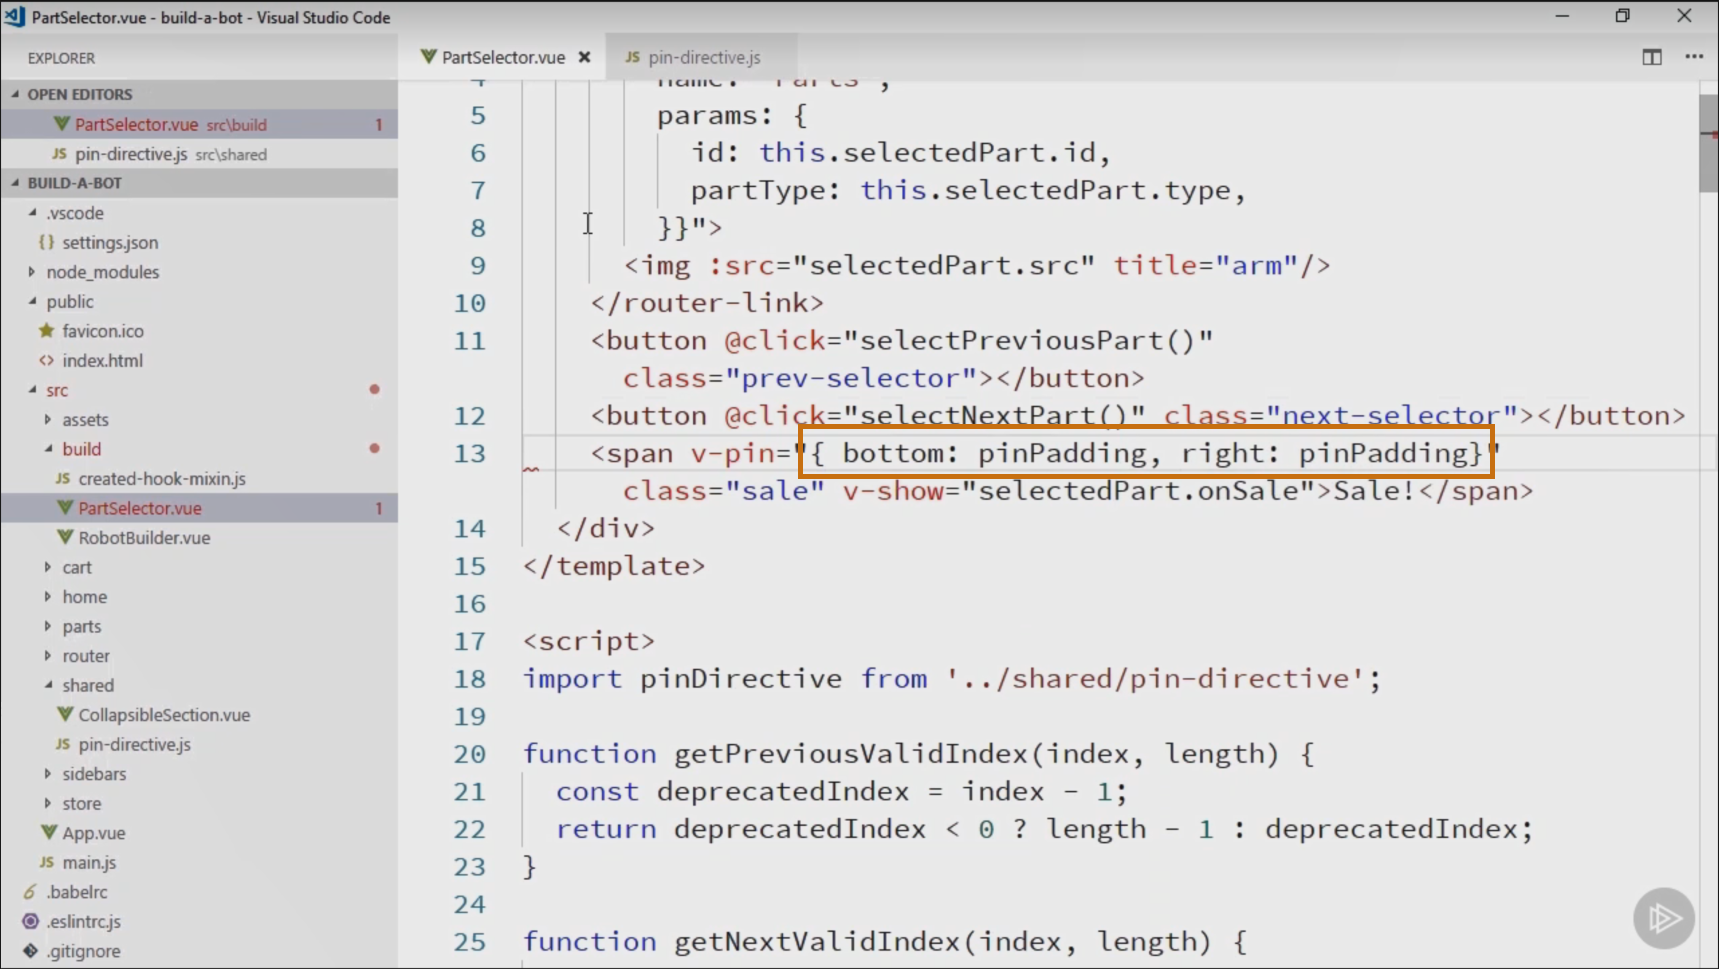 PartSelector.vue - build-a-bot - Visual Studio Code
EXPLORER
OPEN EDITORS
PartSelector.vue src\build 1
JS pin-directive.js src\shared
BUILD-A-BOT
.vscode
{} settings.json
node_modules
public
favicon.ico
<> index.html
src
assets
build
JS created-hook-mixin.js
PartSelector.vue 1
RobotBuilder.vue
cart
home
parts
router
shared
CollapsibleSection.vue
JS pin-directive.js
sidebars
store
App.vue
JS main.js
.babelrc
.eslintrc.js
.gitignore
PartSelector.vue
JS pin-directive.js
4 name: 'Parts',
5 params: {
6 id: this.selectedPart.id,
7 partType: this.selectedPart.type,
8 }}">
9 <img :src="selectedPart.src" title="arm"/>
10 </router-link>
11 <button @click="selectPreviousPart()"
class="prev-selector"></button>
12 <button @click="selectNextPart()" class="next-selector"></button>
13 <span v-pin="{ bottom: pinPadding, right: pinPadding}"
class="sale" v-show="selectedPart.onSale">Sale!</span>
14 </div>
15 </template>
16
17 <script>
18 import pinDirective from '../shared/pin-directive';
19
20 function getPreviousValidIndex(index, length) {
21 const deprecatedIndex = index - 1;
22 return deprecatedIndex < 0 ? length - 1 : deprecatedIndex;
23 }
24
25 function getNextValidIndex(index, length) {